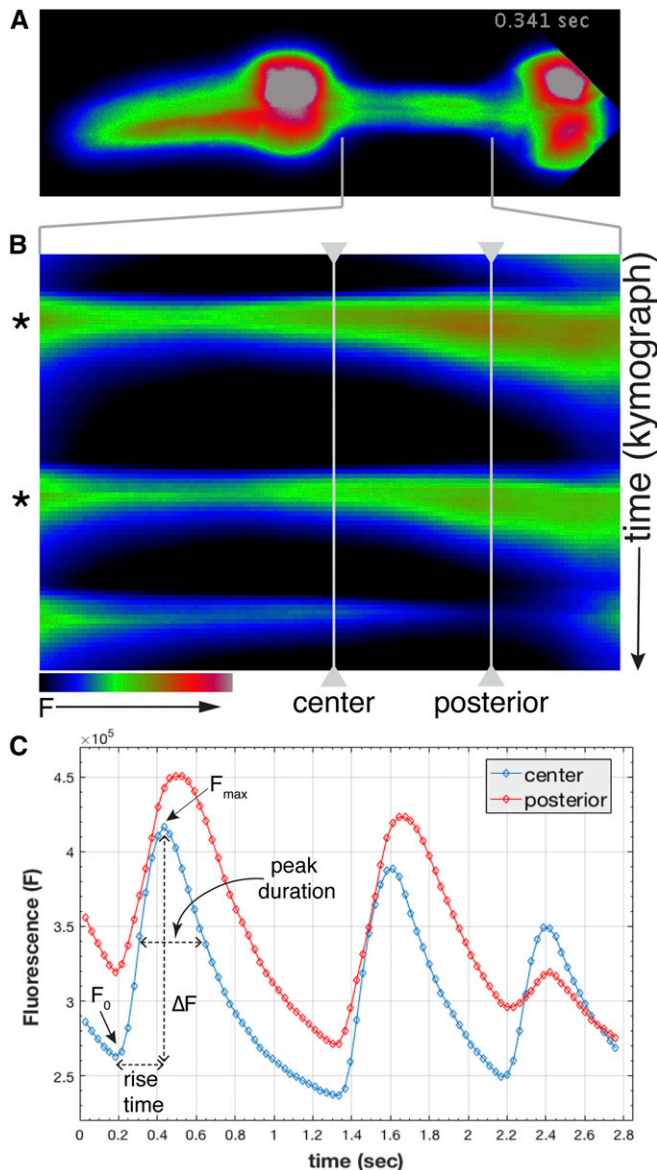 A
0.341 sec
B
*
*
time (kymograph)
F
center
posterior
C
×10⁵
4.5
4
3.5
3
2.5
Fluorescence (F)
center
posterior
Fmax
peak
duration
F0
ΔF
rise
time
0 0.2 0.4 0.6 0.8 1 1.2 1.4 1.6 1.8 2 2.2 2.4 2.6 2.8
time (sec)